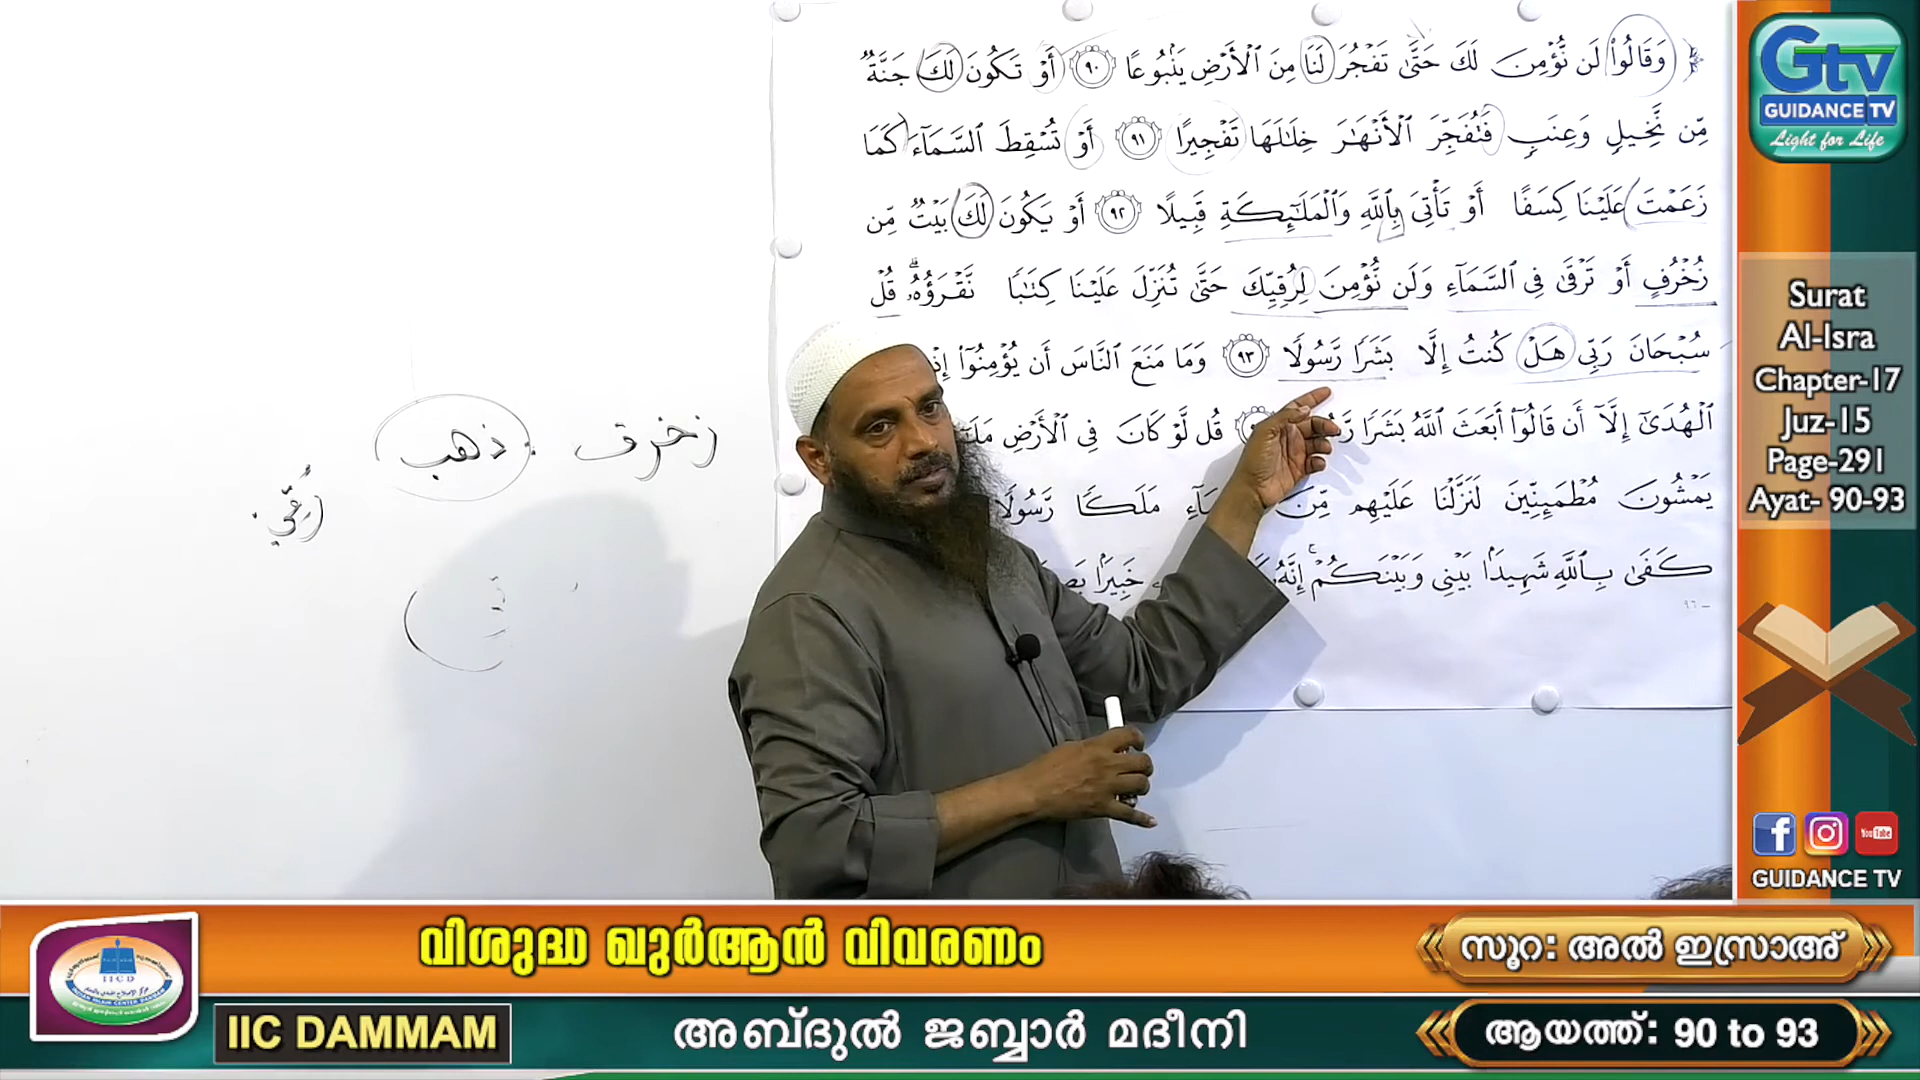 وَقَالُوا۟ لَن نُّؤْمِنَ لَكَ حَتَّىٰ تَفْجُرَ لَنَا مِنَ ٱلْأَرْضِ يَنۢبُوعًا ٩٠ أَوْ تَكُونَ لَكَ جَنَّةٌ
مِّن نَّخِيلٍ وَعِنَبٍ فَتُفَجِّرَ ٱلْأَنْهَٰرَ خِلَٰلَهَا تَفْجِيرًا ٩١ أَوْ تُسْقِطَ ٱلسَّمَآءَ كَمَا
زَعَمْتَ عَلَيْنَا كِسَفًا أَوْ تَأْتِىَ بِٱللَّهِ وَٱلْمَلَٰٓئِكَةِ قَبِيلًا ٩٢ أَوْ يَكُونَ لَكَ بَيْتٌ مِّن
زُخْرُفٍ أَوْ تَرْقَىٰ فِى ٱلسَّمَآءِ وَلَن نُّؤْمِنَ لِرُقِيِّكَ حَتَّىٰ تُنَزِّلَ عَلَيْنَا كِتَٰبًا نَّقْرَؤُهُۥۗ قُلْ
سُبْحَانَ رَبِّى هَلْ كُنتُ إِلَّا بَشَرًا رَّسُولًا ٩٣ وَمَا مَنَعَ ٱلنَّاسَ أَن يُؤْمِنُوٓا۟
ٱلْهُدَىٰٓ إِلَّآ أَن قَالُوٓا۟ أَبَعَثَ ٱللَّهُ بَشَرًا قُل لَّوْ كَانَ فِى ٱلْأَرْضِ
يَمْشُونَ مُطْمَئِنِّينَ لَنَزَّلْنَا عَلَيْهِم مِّنَ مَلَكًا رَّسُولًا
كَفَىٰ بِٱللَّهِ شَهِيدًۢا بَيْنِى وَبَيْنَكُمْۚ خَبِيرًۢا
زخرف : ذهب
Gtv
GUIDANCE TV
Light for Life
Surat
Al-Isra
Chapter-17
Juz-15
Page-291
Ayat- 90-93
YouTube
GUIDANCE TV
വിശുദ്ധ ഖുർആൻ വിവരണം
സൂറ: അൽ ഇസ്രാഅ്
IICD
IIC DAMMAM
അബ്ദുൽ ജബ്ബാർ മദീനി
ആയത്ത്: 90 to 93